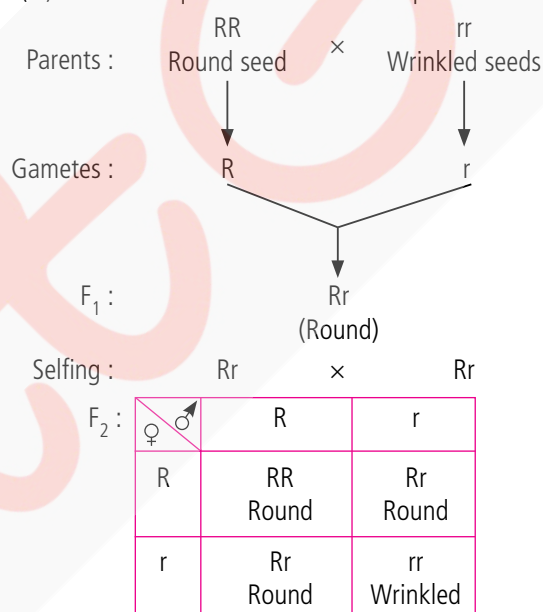 RR × rr
Parents : Round seed Wrinkled seeds
Gametes : R r
F₁ : Rr
(Round)
Selfing : Rr × Rr
F₂ : ♀ ♂ R r
R RR Rr
Round Round
r Rr rr
Round Wrinkled